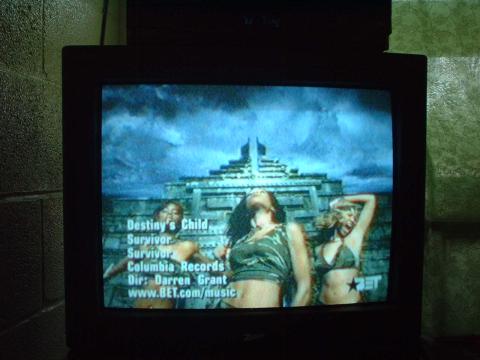 Destiny's Child
Survivor
Survivor
Columbia Records
Dir: Darren Grant
www.BET.com/music
★BET